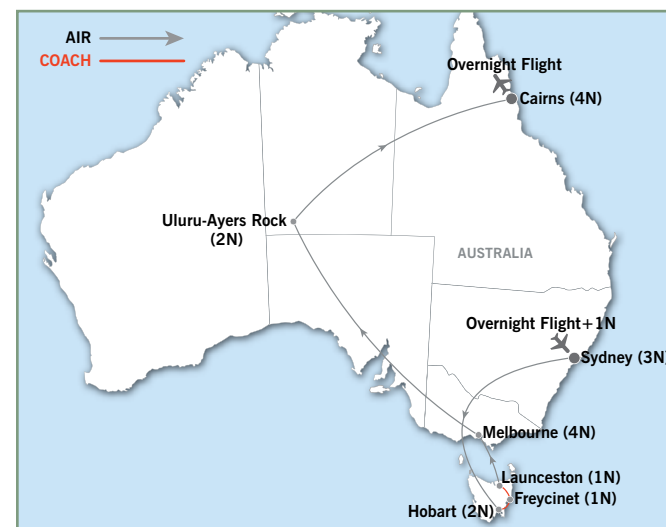 AIR
COACH
Overnight Flight
Cairns (4N)
Uluru-Ayers Rock
(2N)
AUSTRALIA
Overnight Flight+1N
Sydney (3N)
Melbourne (4N)
Launceston (1N)
Freycinet (1N)
Hobart (2N)